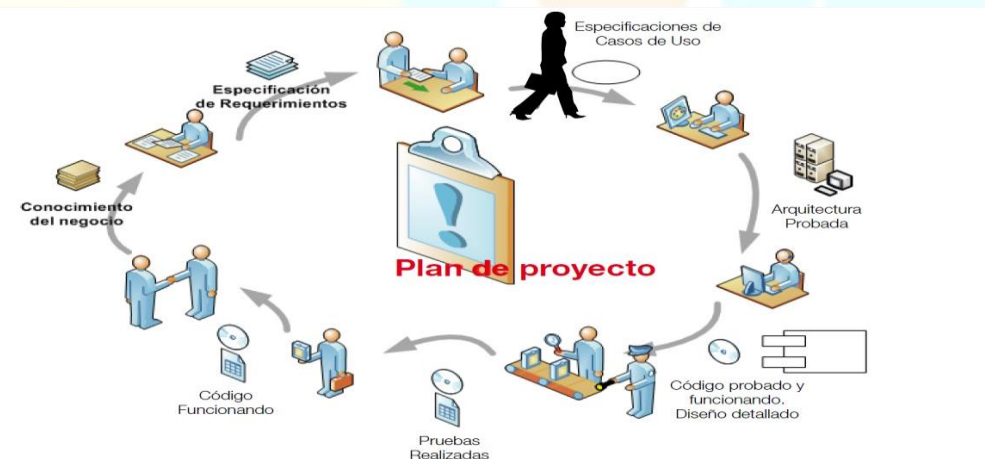 Especificaciones de
Casos de Uso
Especificación
de Requerimientos
Conocimiento
del negocio
Arquitectura
Probada
Plan de proyecto
Código probado y
funcionando.
Diseño detallado
Código
Funcionando
Pruebas
Realizadas